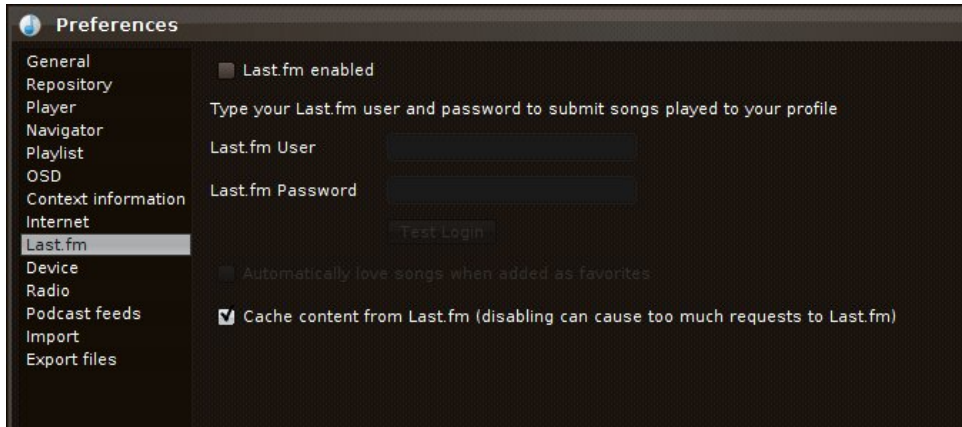 Preferences
General
Repository
Player
Navigator
Playlist
OSD
Context information
Internet
Last.fm
Device
Radio
Podcast feeds
Import
Export files
Last.fm enabled
Type your Last.fm user and password to submit songs played to your profile
Last.fm User
Last.fm Password
Test Login
Automatically love songs when added as favorites
Cache content from Last.fm (disabling can cause too much requests to Last.fm)